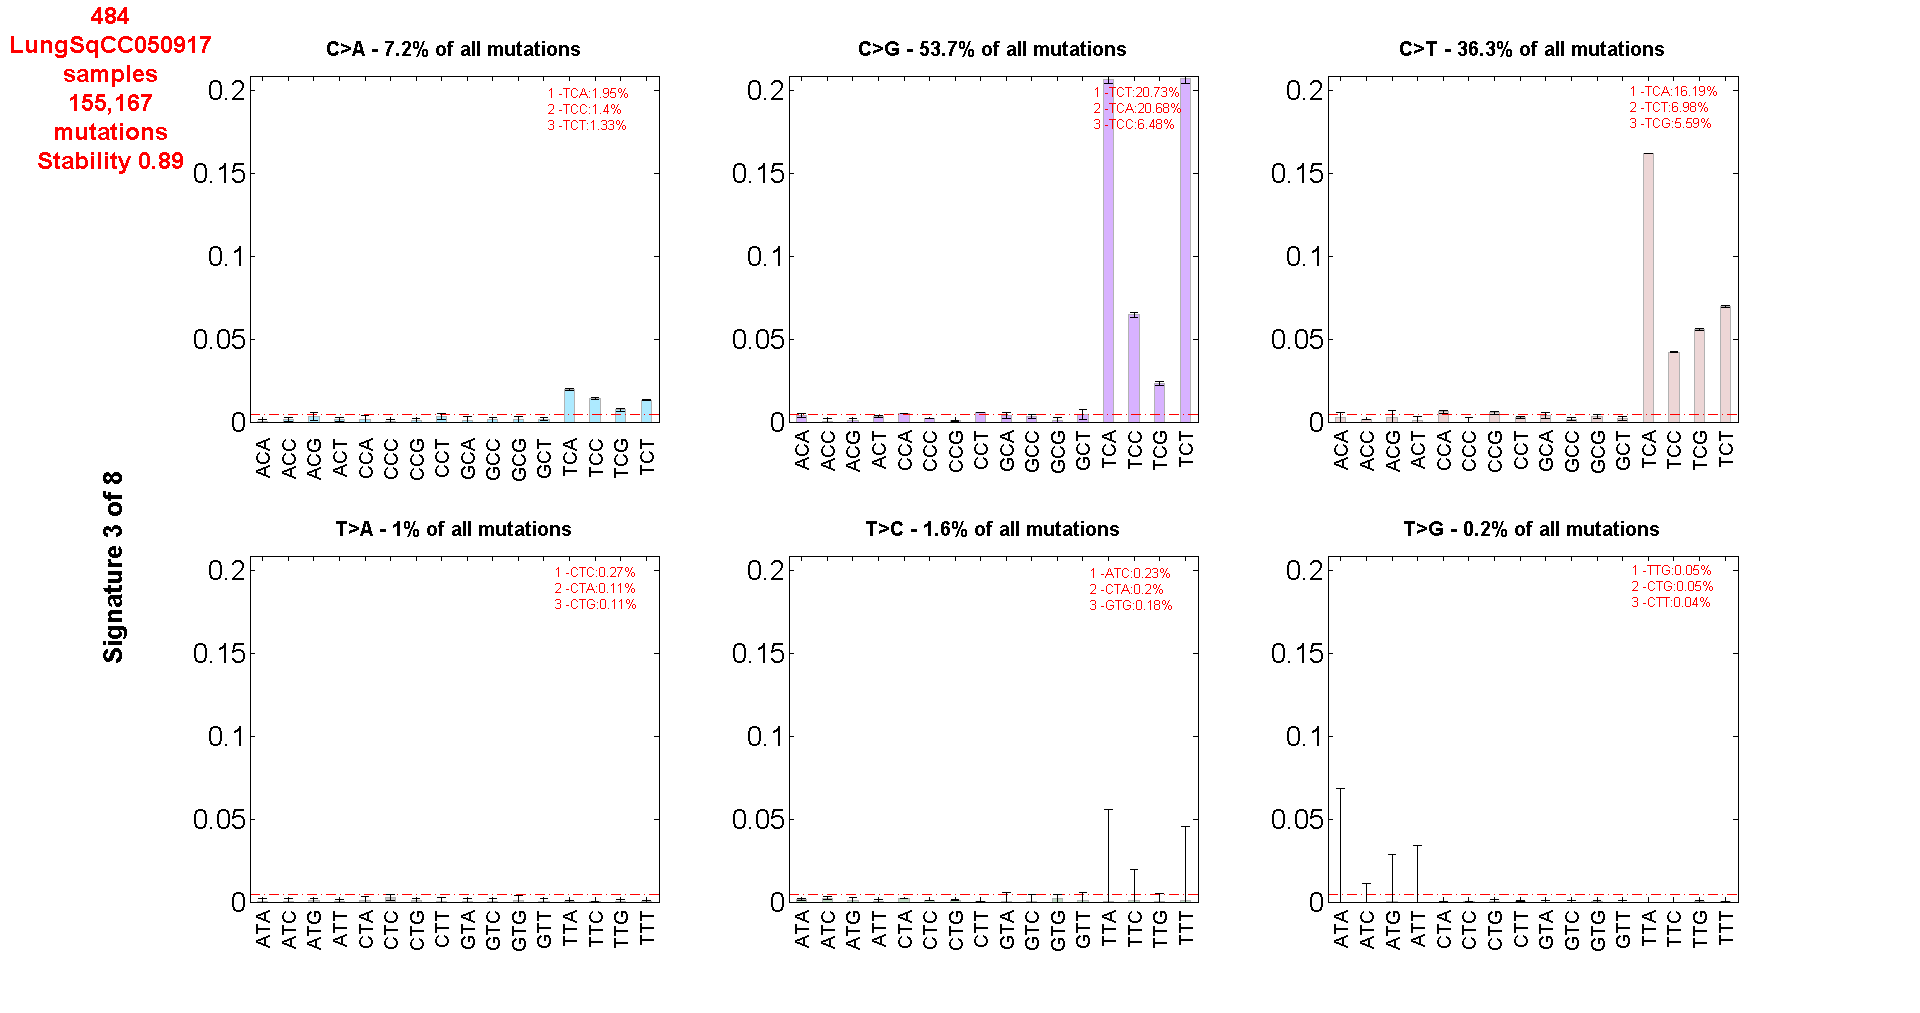 484
LungSqCC050917
samples
155,167
mutations
Stability 0.89
Signature 3 of 8
C>A - 7.2% of all mutations
1 -TCA:1.95%
2 -TCC:1.4%
3 -TCT:1.33%
0.2
0.15
0.1
0.05
0
ACA ACC ACG ACT CCA CCC CCG CCT GCA GCC GCG GCT TCA TCC TCG TCT
C>G - 53.7% of all mutations
1 -TCT:20.73%
2 -TCA:20.68%
3 -TCC:6.48%
0.2
0.15
0.1
0.05
0
ACA ACC ACG ACT CCA CCC CCG CCT GCA GCC GCG GCT TCA TCC TCG TCT
C>T - 36.3% of all mutations
1 -TCA:16.19%
2 -TCT:6.98%
3 -TCG:5.59%
0.2
0.15
0.1
0.05
0
ACA ACC ACG ACT CCA CCC CCG CCT GCA GCC GCG GCT TCA TCC TCG TCT
T>A - 1% of all mutations
1 -CTC:0.27%
2 -CTA:0.11%
3 -CTG:0.11%
0.2
0.15
0.1
0.05
0
ATA ATC ATG ATT CTA CTC CTG CTT GTA GTC GTG GTT TTA TTC TTG TTT
T>C - 1.6% of all mutations
1 -ATC:0.23%
2 -CTA:0.2%
3 -GTG:0.18%
0.2
0.15
0.1
0.05
0
ATA ATC ATG ATT CTA CTC CTG CTT GTA GTC GTG GTT TTA TTC TTG TTT
T>G - 0.2% of all mutations
1 -TTG:0.05%
2 -CTG:0.05%
3 -CTT:0.04%
0.2
0.15
0.1
0.05
0
ATA ATC ATG ATT CTA CTC CTG CTT GTA GTC GTG GTT TTA TTC TTG TTT